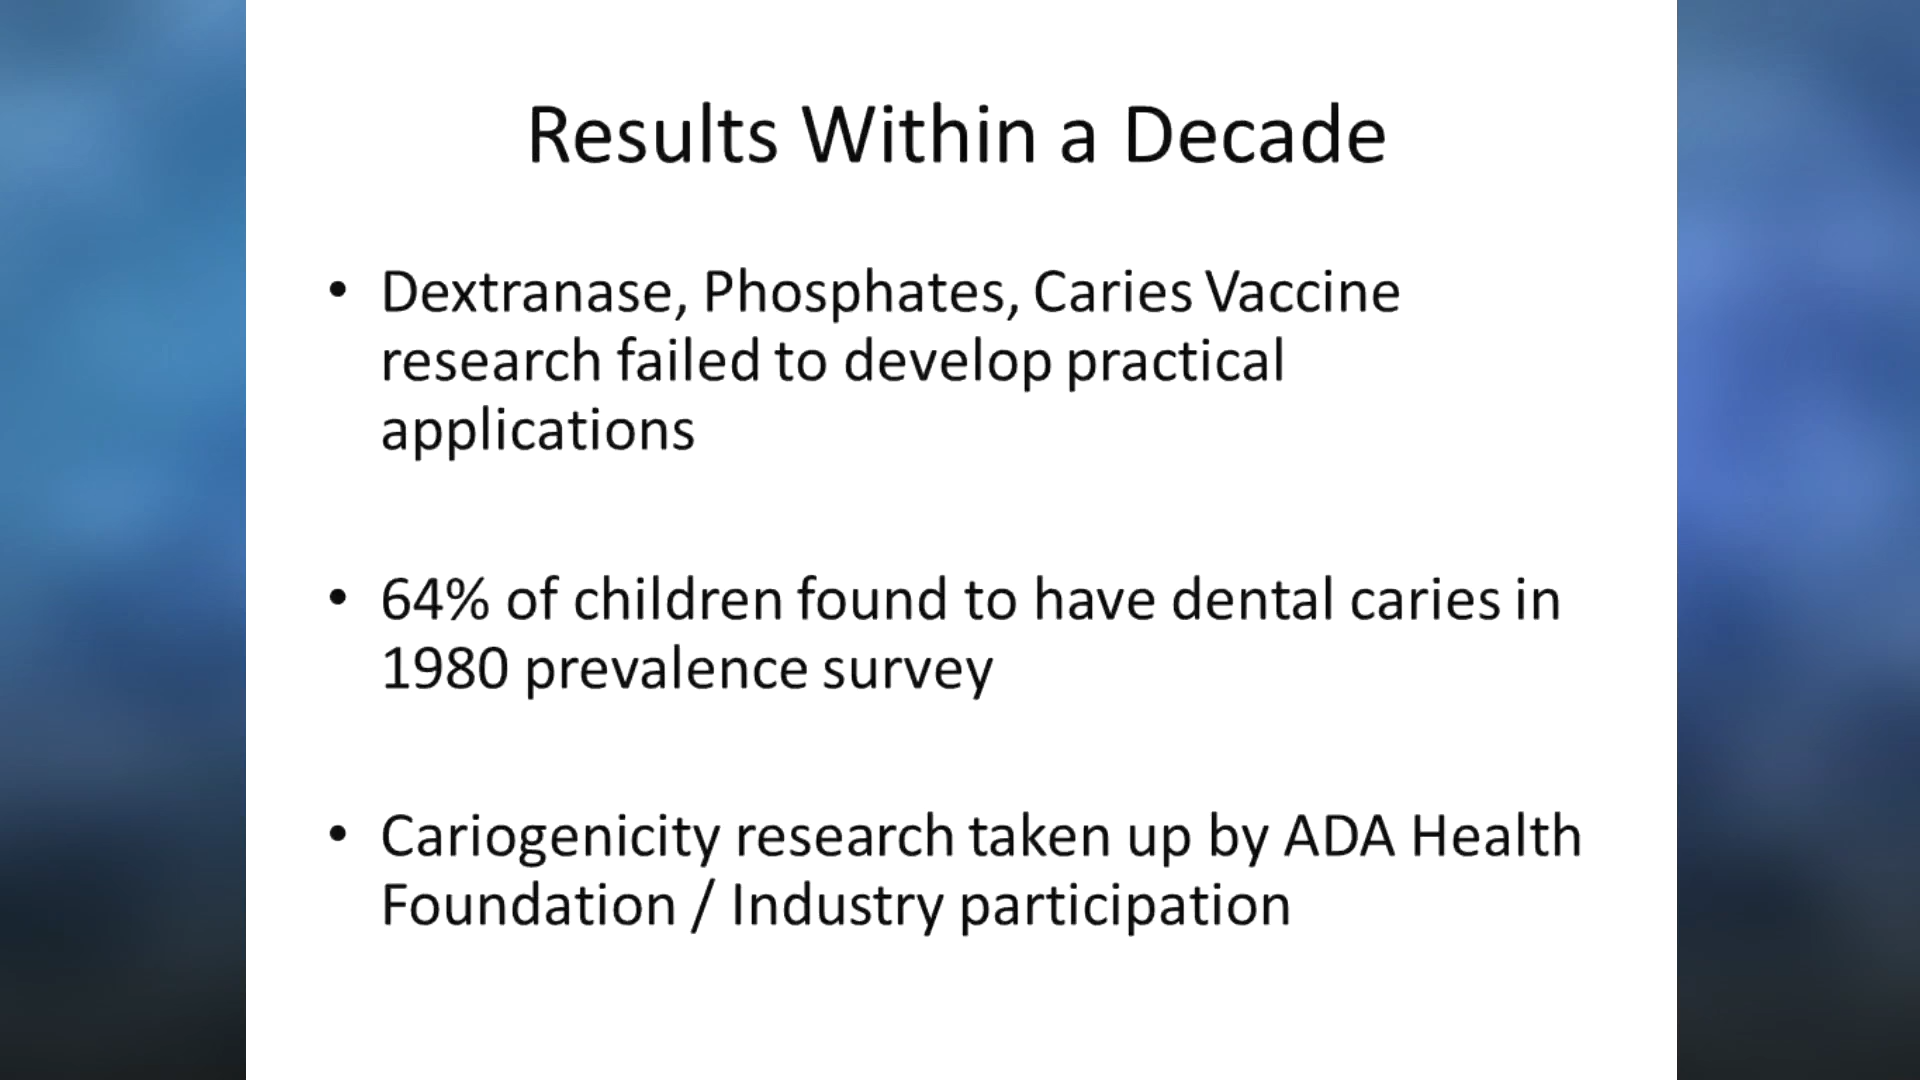 Results Within a Decade
• Dextranase, Phosphates, Caries Vaccine
research failed to develop practical
applications
• 64% of children found to have dental caries in
1980 prevalence survey
• Cariogenicity research taken up by ADA Health
Foundation / Industry participation